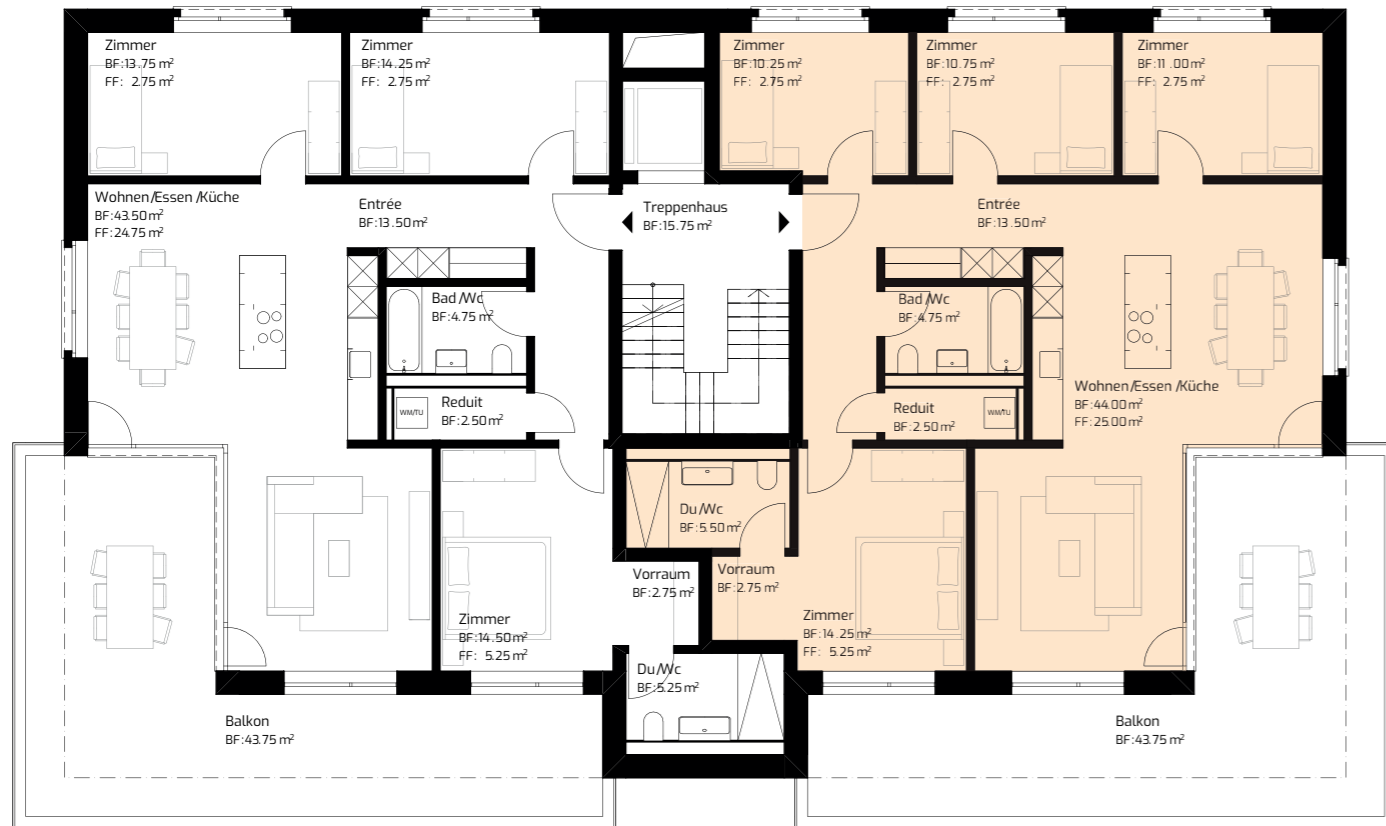 Zimmer
BF:13.75 m²
FF: 2.75 m²
Zimmer
BF:14.25 m²
FF: 2.75 m²
Zimmer
BF:10.25 m²
FF: 2.75 m²
Zimmer
BF:10.75 m²
FF: 2.75 m²
Zimmer
BF:11.00 m²
FF: 2.75 m²
Wohnen/Essen/Küche
BF:43.50 m²
FF:24.75 m²
Entrée
BF:13.50 m²
Treppenhaus
BF:15.75 m²
Entrée
BF:13.50 m²
Bad/Wc
BF:4.75 m²
Bad/Wc
BF:4.75 m²
Wohnen/Essen/Küche
BF:44.00 m²
FF:25.00 m²
Reduit
BF:2.50 m²
WM/TU
Reduit
BF:2.50 m²
WM/TU
Du/Wc
BF:5.50 m²
Vorraum
BF:2.75 m²
Vorraum
BF:2.75 m²
Zimmer
BF:14.50 m²
FF: 5.25 m²
Zimmer
BF:14.25 m²
FF: 5.25 m²
Du/Wc
BF:5.25 m²
Balkon
BF:43.75 m²
Balkon
BF:43.75 m²